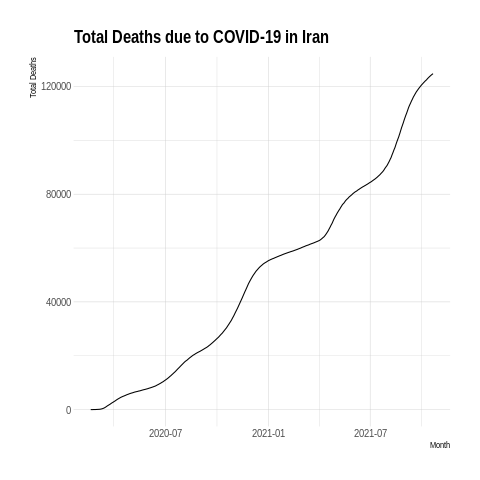 Total Deaths due to COVID-19 in Iran
Total Deaths
120000
80000
40000
0
2020-07 2021-01 2021-07
Month